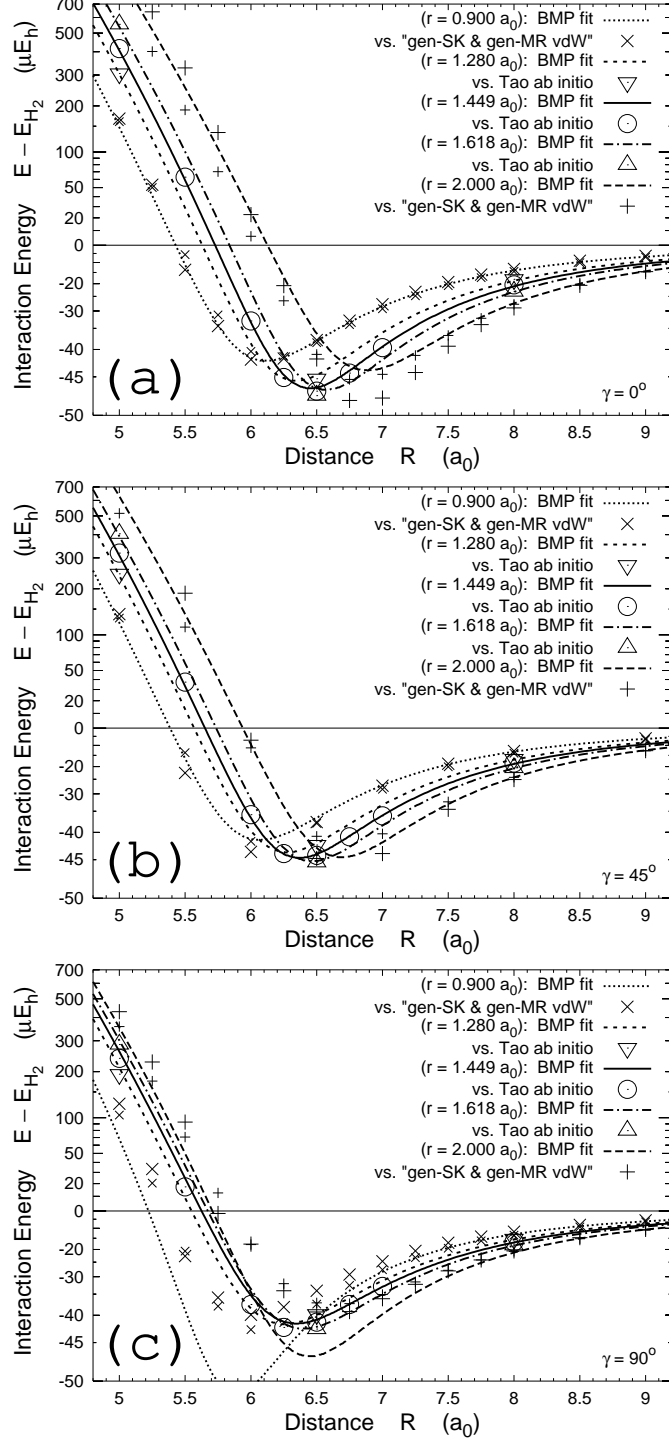 700
500
300
200
100
50
20
0
-20
-30
-40
-45
-50
Interaction Energy E − E_{H_2} (μE_h)
(r = 0.900 a_0): BMP fit
vs. "gen-SK & gen-MR vdW"
(r = 1.280 a_0): BMP fit
vs. Tao ab initio
(r = 1.449 a_0): BMP fit
vs. Tao ab initio
(r = 1.618 a_0): BMP fit
vs. Tao ab initio
(r = 2.000 a_0): BMP fit
vs. "gen-SK & gen-MR vdW"
(a)
γ = 0°
5 5.5 6 6.5 7 7.5 8 8.5 9
Distance R (a_0)
700
500
300
200
100
50
20
0
-20
-30
-40
-45
-50
Interaction Energy E − E_{H_2} (μE_h)
(r = 0.900 a_0): BMP fit
vs. "gen-SK & gen-MR vdW"
(r = 1.280 a_0): BMP fit
vs. Tao ab initio
(r = 1.449 a_0): BMP fit
vs. Tao ab initio
(r = 1.618 a_0): BMP fit
vs. Tao ab initio
(r = 2.000 a_0): BMP fit
vs. "gen-SK & gen-MR vdW"
(b)
γ = 45°
5 5.5 6 6.5 7 7.5 8 8.5 9
Distance R (a_0)
700
500
300
200
100
50
20
0
-20
-30
-40
-45
-50
Interaction Energy E − E_{H_2} (μE_h)
(r = 0.900 a_0): BMP fit
vs. "gen-SK & gen-MR vdW"
(r = 1.280 a_0): BMP fit
vs. Tao ab initio
(r = 1.449 a_0): BMP fit
vs. Tao ab initio
(r = 1.618 a_0): BMP fit
vs. Tao ab initio
(r = 2.000 a_0): BMP fit
vs. "gen-SK & gen-MR vdW"
(c)
γ = 90°
5 5.5 6 6.5 7 7.5 8 8.5 9
Distance R (a_0)